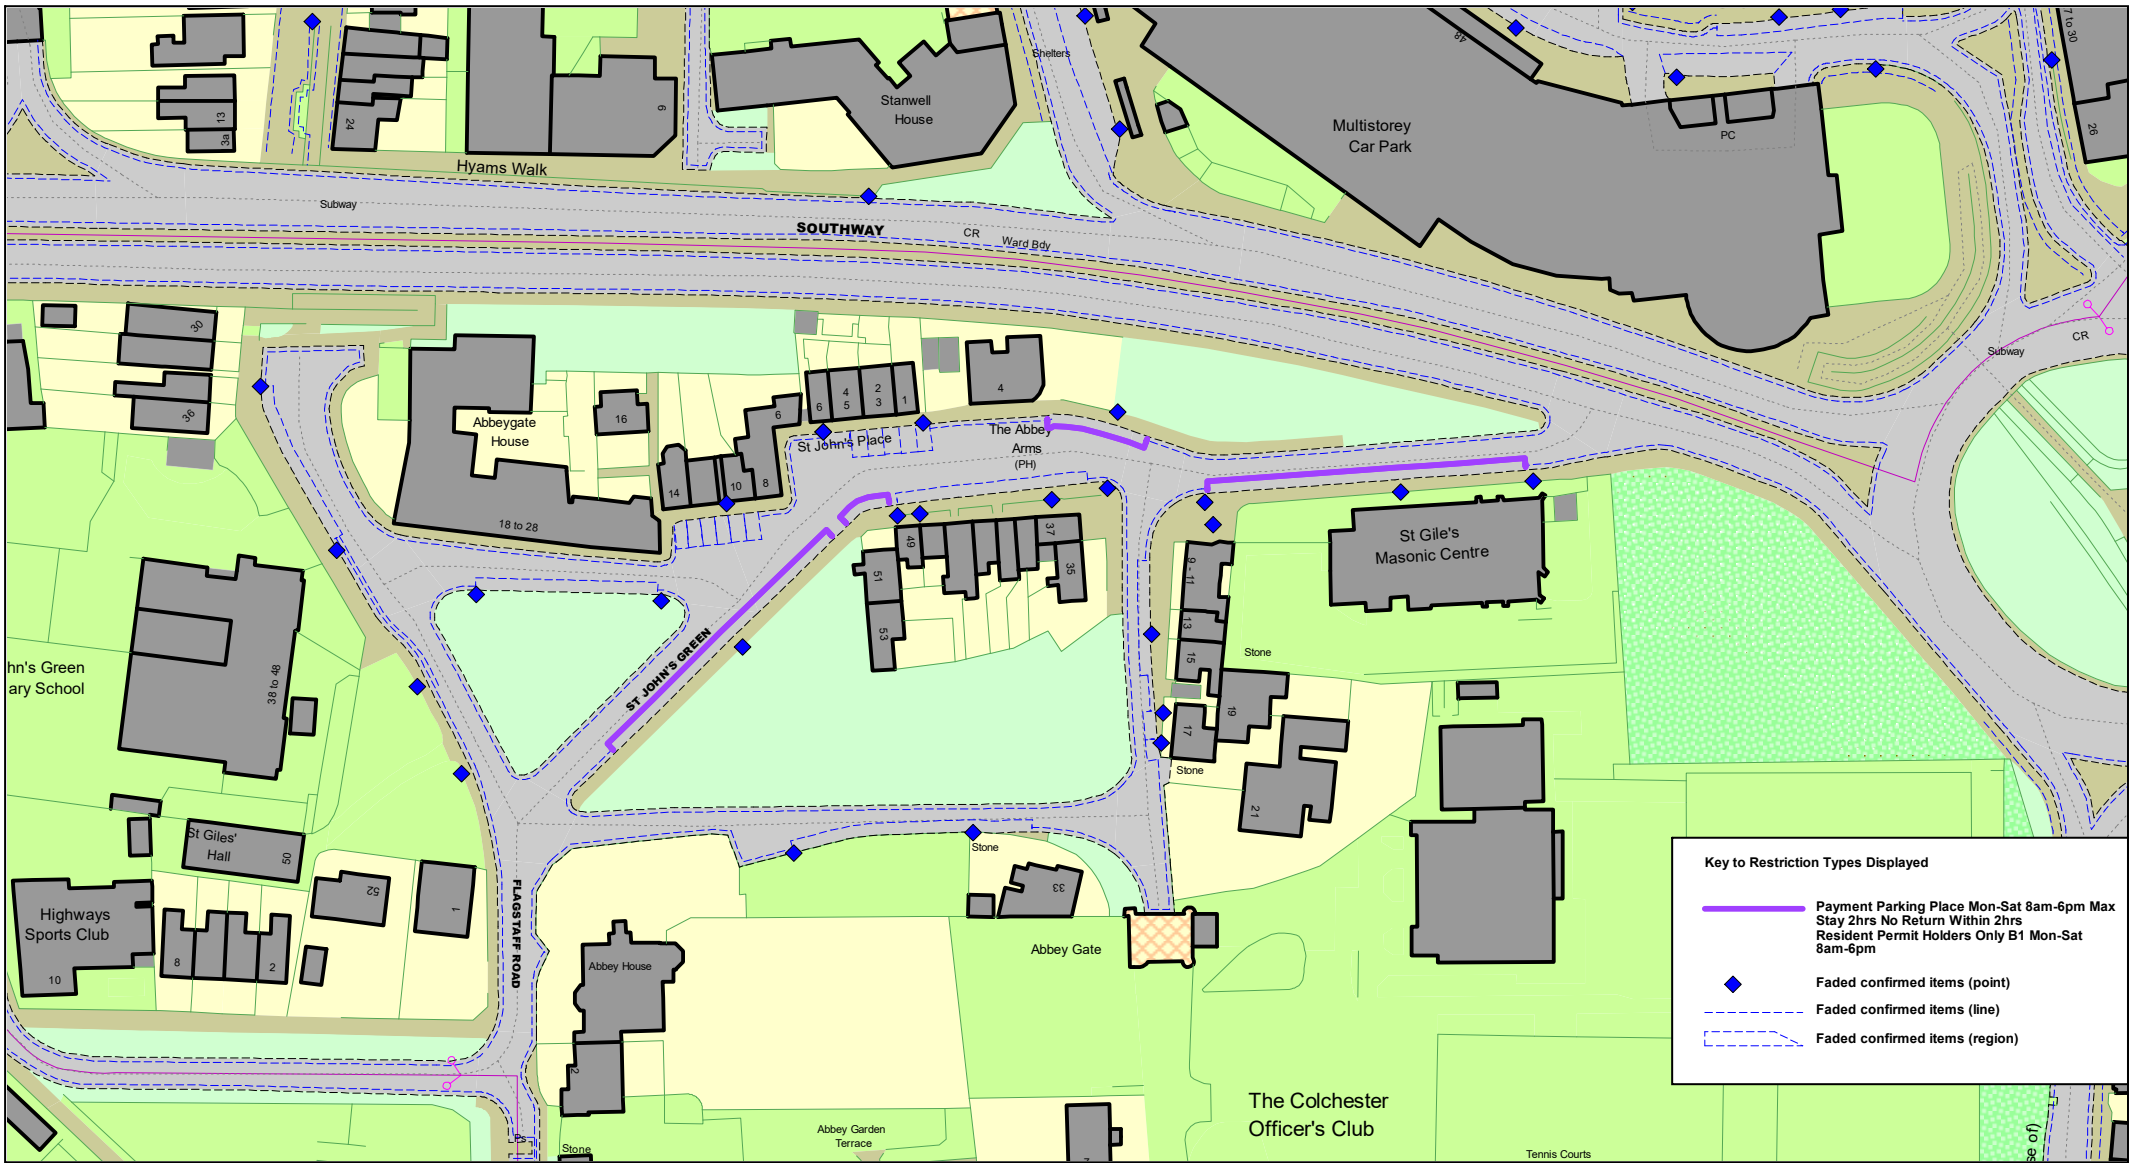 7 to 30
48
Shelters
13
3a
24
9
Stanwell
House
Multistorey
Car Park
PC
26
Hyams Walk
Subway
SOUTHWAY
CR
Ward Bdy
30
36
CR
Subway
Abbeygate
House
16
6
6
4
5
2
3
1
4
St John's Place
The Abbey
Arms
(PH)
14
10
8
18 to 28
49
37
51
35
53
St Gile's
Masonic Centre
9 - 11
13
15
19
17
Stone
Stone
21
hn's Green
ary School
38 to 48
ST JOHN'S GREEN
St Giles'
Hall
50
52
1
Highways
Sports Club
10
8
2
FLAGSTAFF ROAD
Stone
33
Abbey Gate
Abbey House
2
Ps
Stone
Abbey Garden
Terrace
The Colchester
Officer's Club
Tennis Courts
se of)
Key to Restriction Types Displayed
Payment Parking Place Mon-Sat 8am-6pm Max
Stay 2hrs No Return Within 2hrs
Resident Permit Holders Only B1 Mon-Sat
8am-6pm
Faded confirmed items (point)
Faded confirmed items (line)
Faded confirmed items (region)